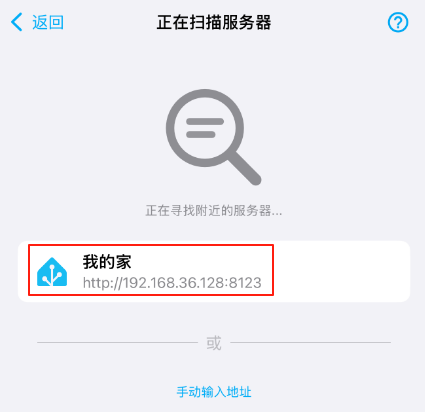 返回
正在扫描服务器
正在寻找附近的服务器...
我的家
http://192.168.36.128:8123
或
手动输入地址